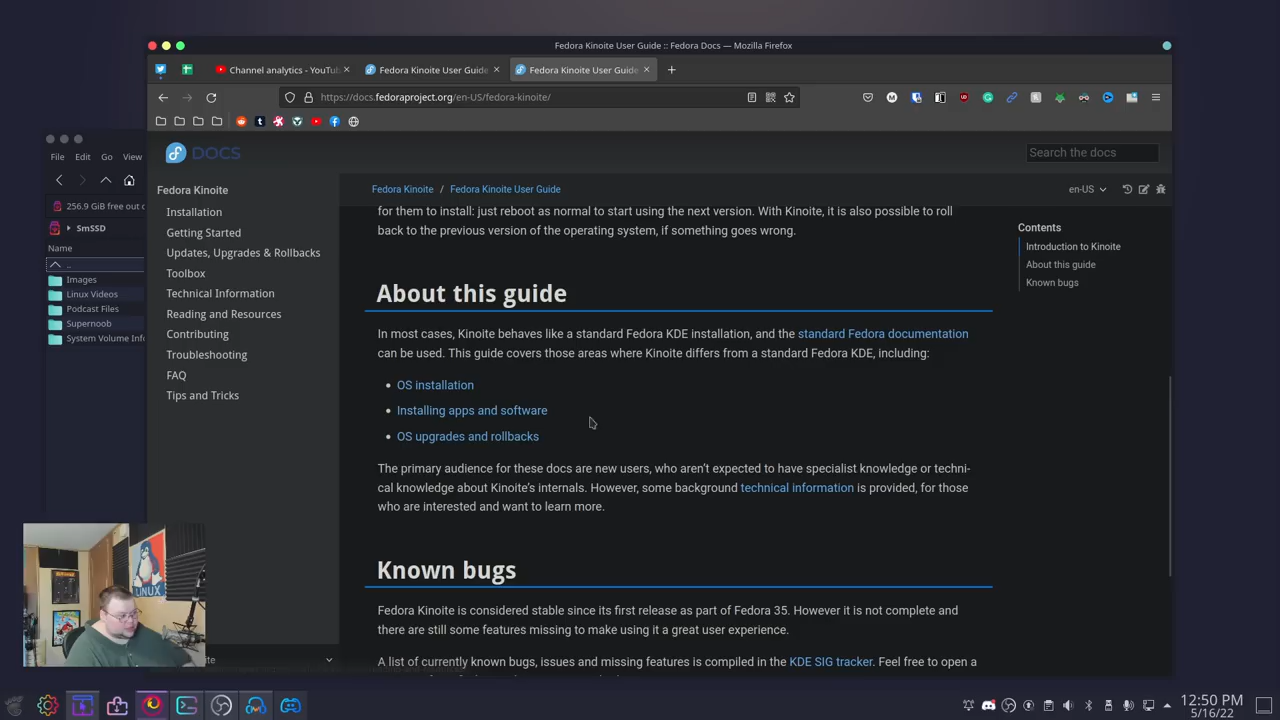 Fedora Kinoite User Guide :: Fedora Docs — Mozilla Firefox
Channel analytics - YouTub
Fedora Kinoite User Guide
Fedora Kinoite User Guide
https://docs.fedoraproject.org/en-US/fedora-kinoite/
File Edit Go View
256.9 GiB free out o
SmSSD
Name
..
Images
Linux Videos
Podcast Files
Supernoob
System Volume Info
DOCS
Search the docs
Fedora Kinoite
Installation
Getting Started
Updates, Upgrades & Rollbacks
Toolbox
Technical Information
Reading and Resources
Contributing
Troubleshooting
FAQ
Tips and Tricks
Fedora Kinoite / Fedora Kinoite User Guide
en-US
for them to install: just reboot as normal to start using the next version. With Kinoite, it is also possible to roll
back to the previous version of the operating system, if something goes wrong.
About this guide
In most cases, Kinoite behaves like a standard Fedora KDE installation, and the standard Fedora documentation
can be used. This guide covers those areas where Kinoite differs from a standard Fedora KDE, including:
• OS installation
• Installing apps and software
• OS upgrades and rollbacks
The primary audience for these docs are new users, who aren't expected to have specialist knowledge or techni-
cal knowledge about Kinoite's internals. However, some background technical information is provided, for those
who are interested and want to learn more.
Known bugs
Fedora Kinoite is considered stable since its first release as part of Fedora 35. However it is not complete and
there are still some features missing to make using it a great user experience.
A list of currently known bugs, issues and missing features is compiled in the KDE SIG tracker. Feel free to open a
Contents
Introduction to Kinoite
About this guide
Known bugs
LINUX
ite
12:50 PM
5/16/22